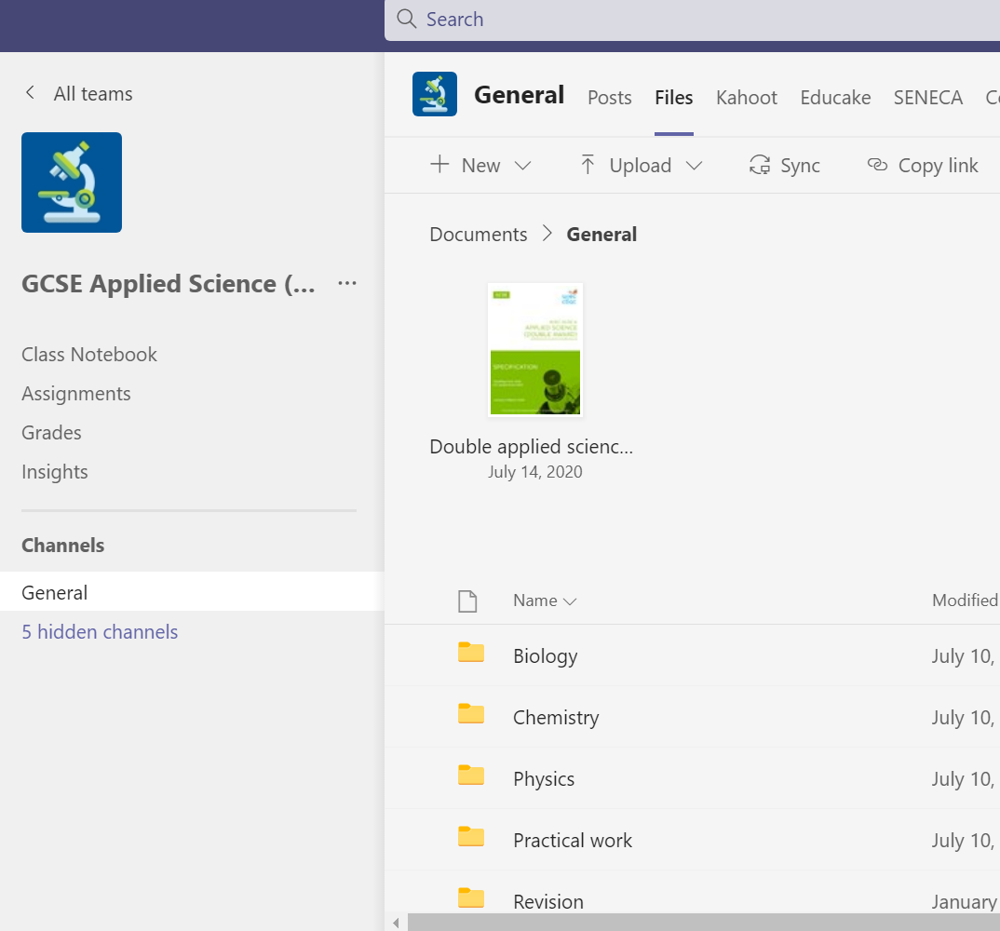 Search
All teams
GCSE Applied Science (...
Class Notebook
Assignments
Grades
Insights
Channels
General
5 hidden channels
General Posts Files Kahoot Educake SENECA
New Upload Sync Copy link
Documents General
APPLIED SCIENCE
(DOUBLE AWARD)
SPECIFICATION
Double applied scienc...
July 14, 2020
Name Modified
Biology July 10,
Chemistry July 10,
Physics July 10,
Practical work July 10,
Revision January